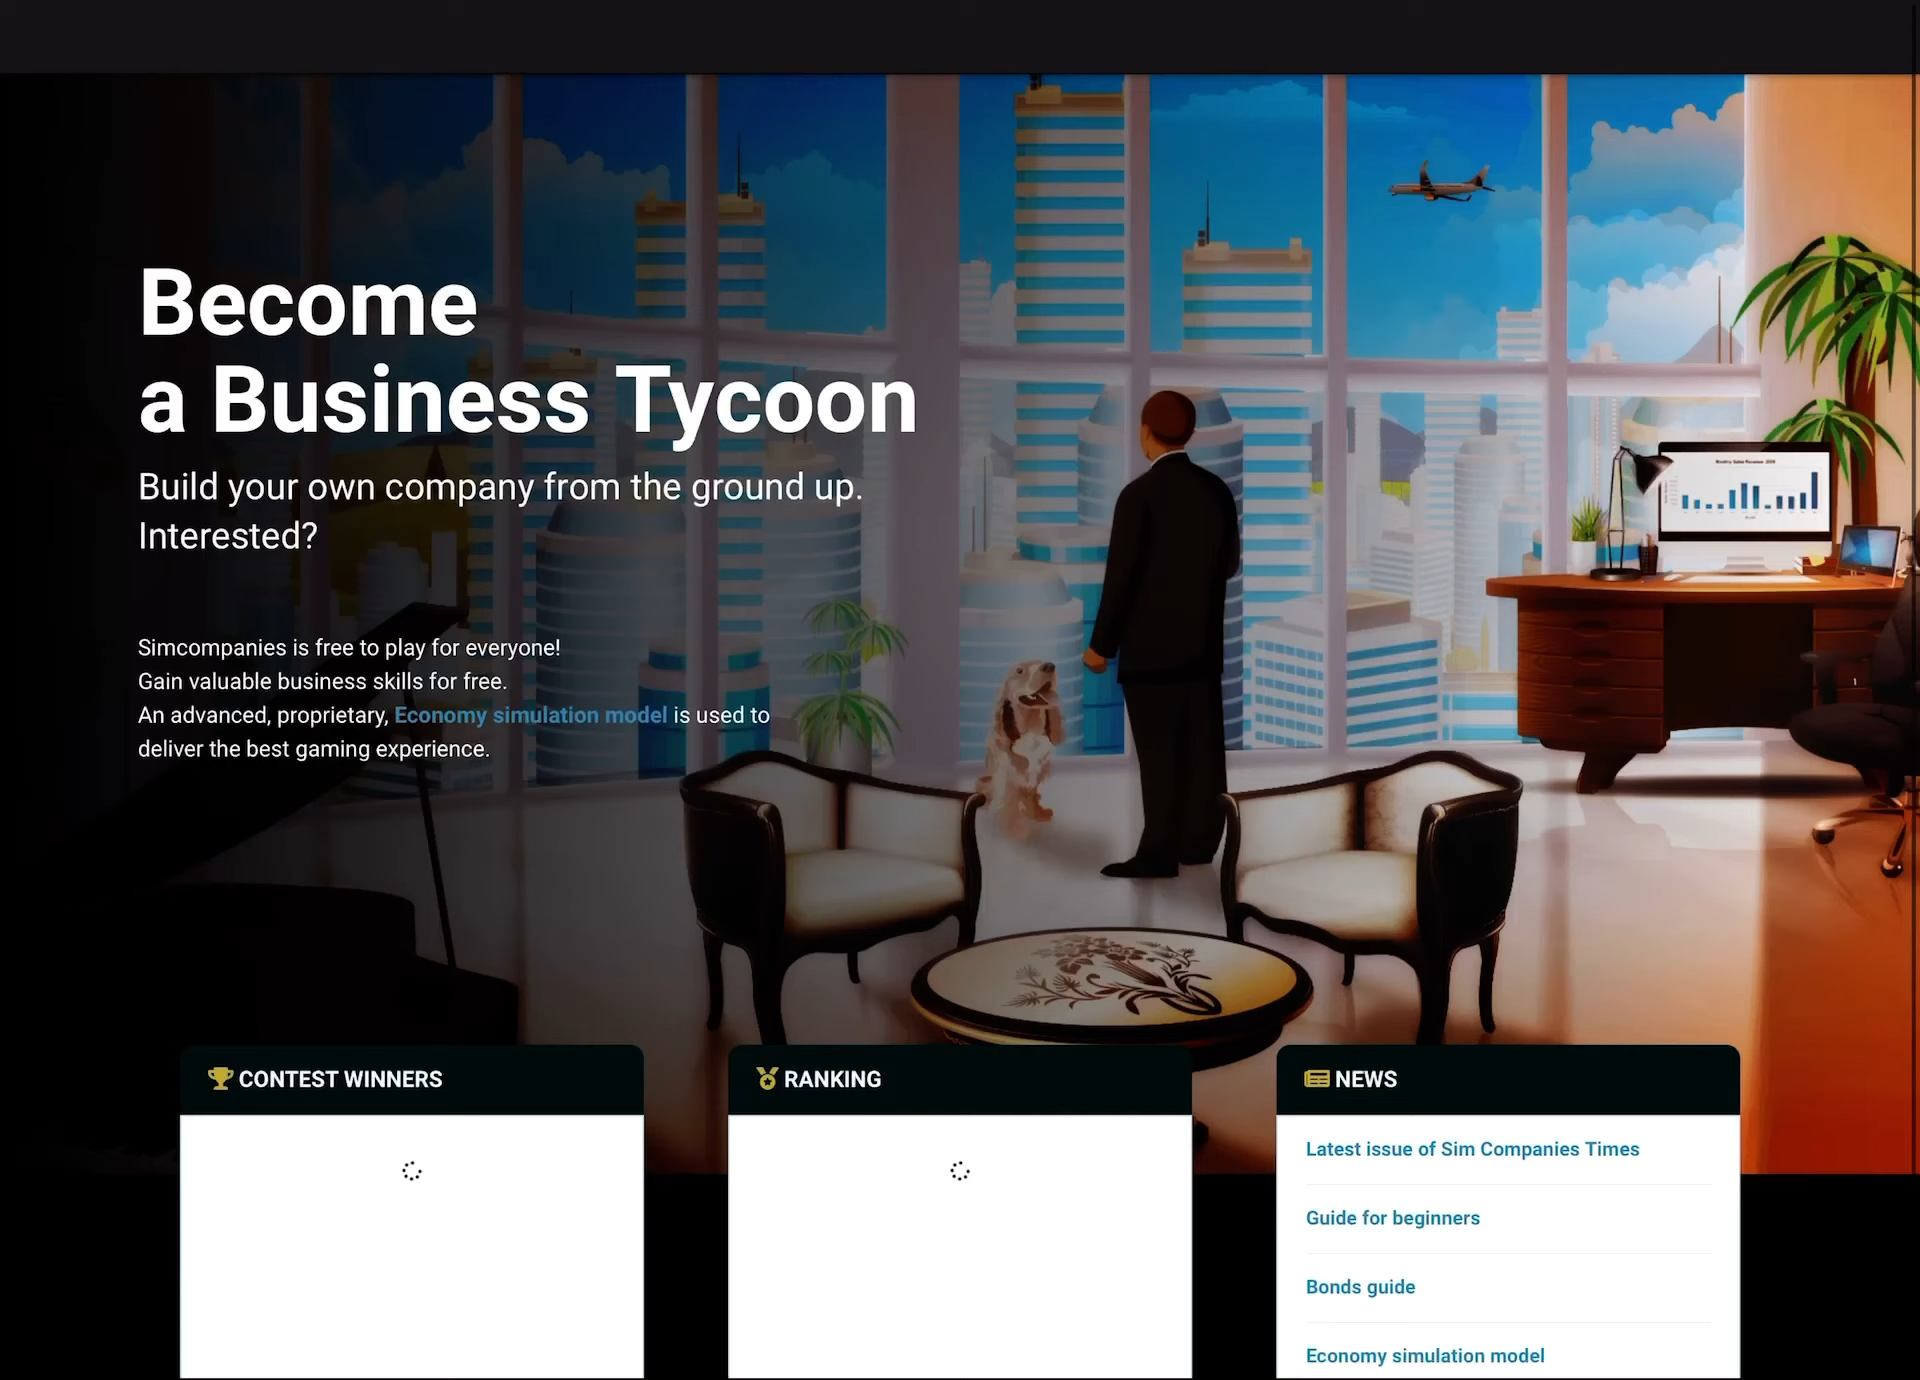 Become
a Business Tycoon
Build your own company from the ground up.
Interested?
Simcompanies is free to play for everyone!
Gain valuable business skills for free.
An advanced, proprietary, Economy simulation model is used to
deliver the best gaming experience.
CONTEST WINNERS
RANKING
NEWS
Latest issue of Sim Companies Times
Guide for beginners
Bonds guide
Economy simulation model